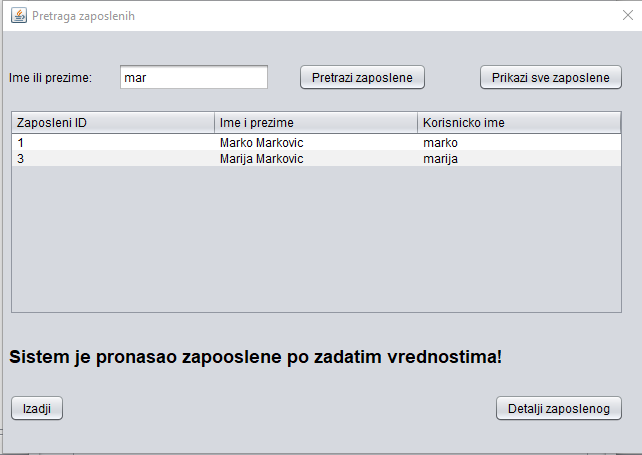 Pretraga zaposlenih
Ime ili prezime: mar Pretrazi zaposlene Prikazi sve zaposlene
Zaposleni ID Ime i prezime Korisnicko ime
1 Marko Markovic marko
3 Marija Markovic marija
Sistem je pronasao zapooslene po zadatim vrednostima!
Izadji Detalji zaposlenog